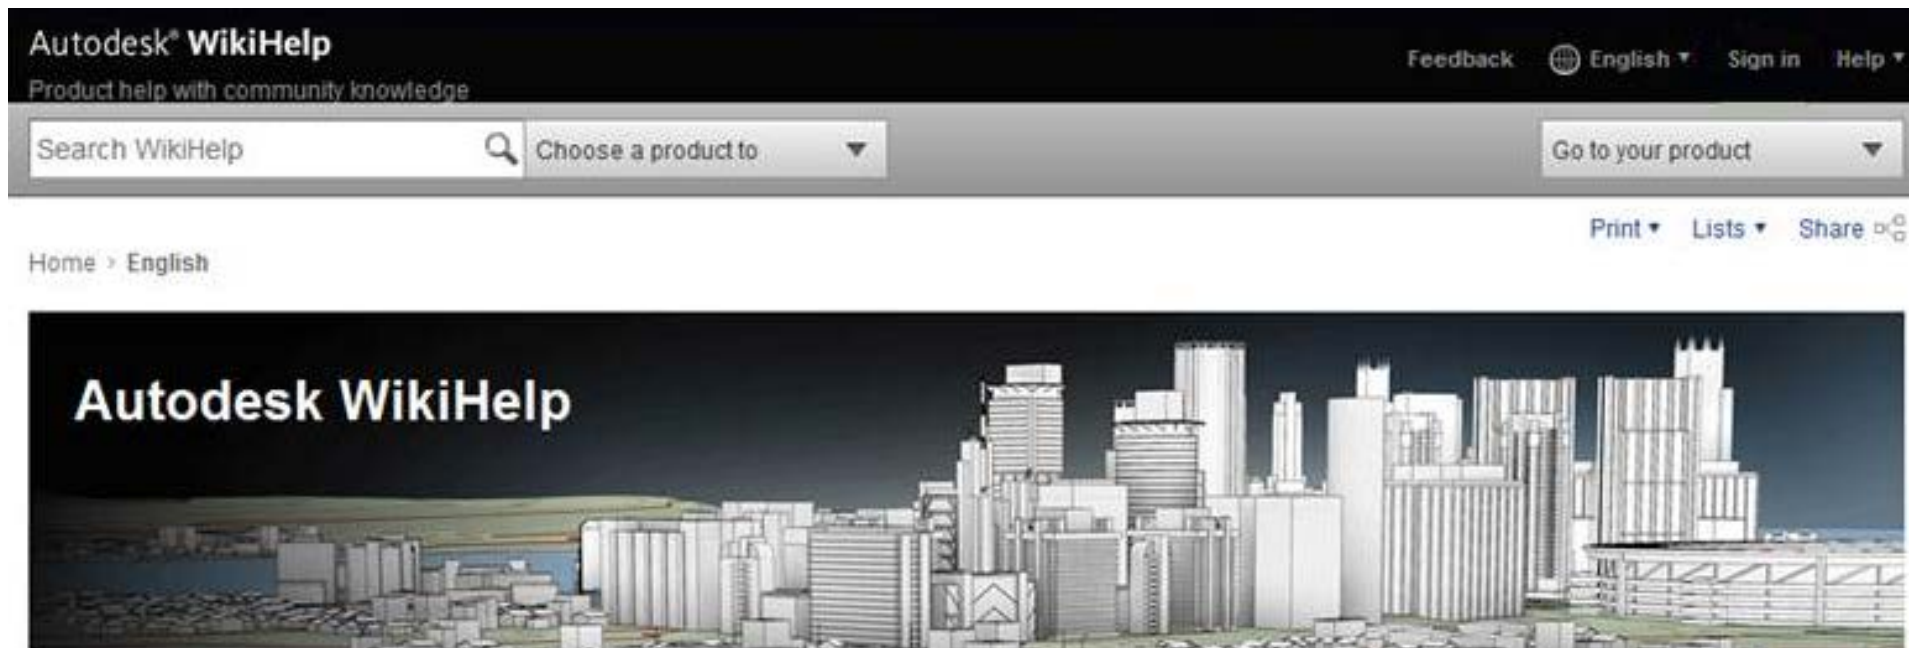 Autodesk® WikiHelp
Product help with community knowledge
Feedback English Sign in Help
Search WikiHelp Choose a product to Go to your product
Print Lists Share
Home > English
Autodesk WikiHelp